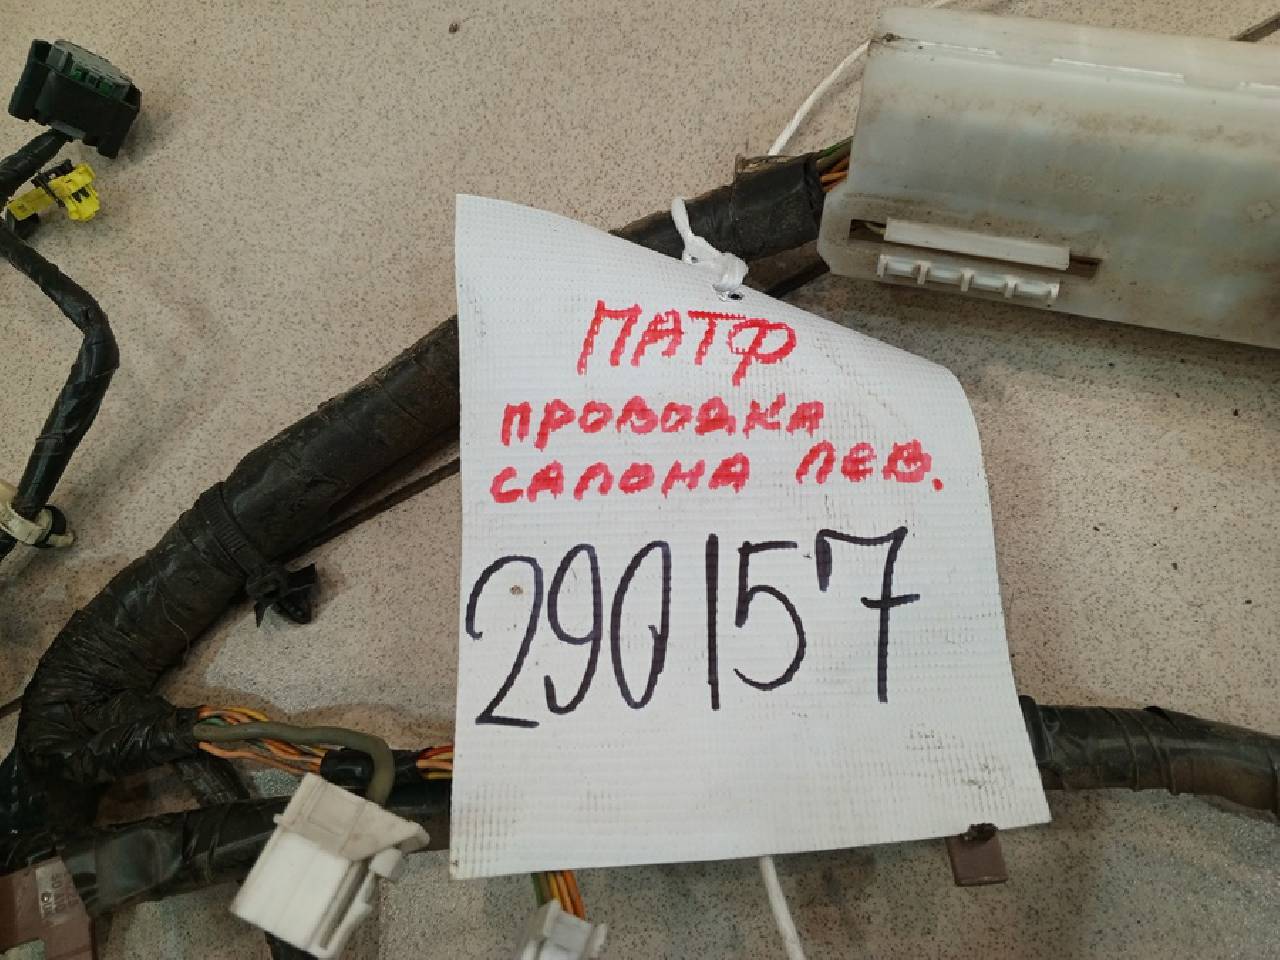 ПАТФ
проводка
салона лев.
290157